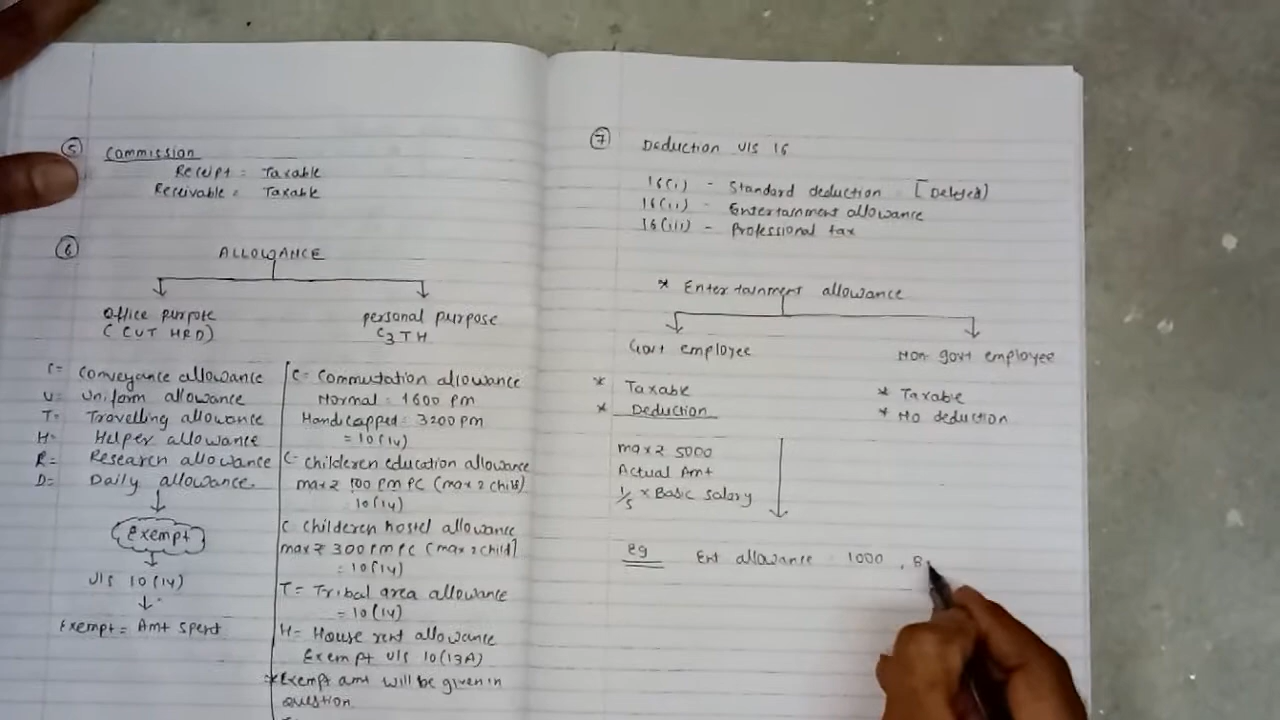 5 Commission
Receipt = Taxable
Receivable = Taxable
6 ALLOWANCE
Office purpose
(CUT HRD)
personal purpose
C3TH
C= Conveyance allowance
U= Uniform allowance
T= Travelling allowance
H= Helper allowance
R= Research allowance
D= Daily allowance.
Exempt
U/S 10(14)
Exempt = Amt spent
C= Commutation allowance
Normal = 1600 pm
Handicapped = 3200 pm
= 10(14)
C= childeren education allowance
max ₹ 100 pm PC (max 2 child)
10(14)
C childeren hostel allowance
max ₹ 300 pm PC (max 2 child)
= 10(14)
T= Tribal area allowance
= 10(14)
H= House rent allowance
Exempt U/S 10(13A)
*Exempt amt will be given in
question
7 Deduction U/S 16
16(i) - Standard deduction = [Deleted]
16(ii) - Entertainment allowance
16(iii) - Professional tax
* Entertainment allowance
Govt employee
* Taxable
* Deduction
max ₹ 5000
Actual Amt
1/5 × Basic salary
Non govt employee
* Taxable
* No deduction
eg Ent allowance = 1000 , B